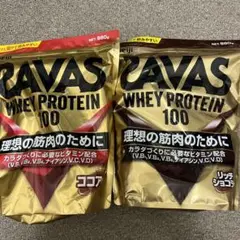 SAVAS
WHEY PROTEIN
100
理想の筋肉のために
カラダづくりに必要なビタミン配合
ココア
SAVAS
WHEY PROTEIN
100
理想の筋肉のために
カラダづくりに必要なビタミン配合
リッチ
ショコラ